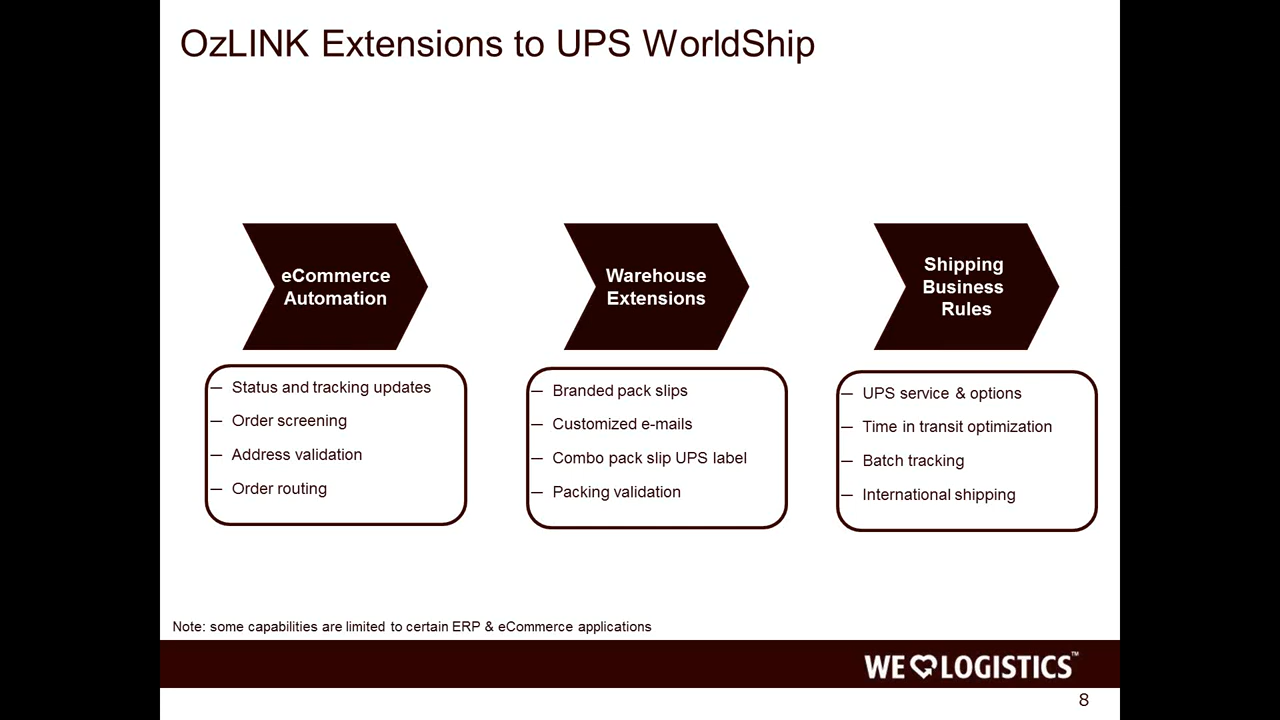 OzLINK Extensions to UPS WorldShip
eCommerce
Automation
— Status and tracking updates
— Order screening
— Address validation
— Order routing
Warehouse
Extensions
— Branded pack slips
— Customized e-mails
— Combo pack slip UPS label
— Packing validation
Shipping
Business
Rules
— UPS service & options
— Time in transit optimization
— Batch tracking
— International shipping
Note: some capabilities are limited to certain ERP & eCommerce applications
WE LOGISTICS™
8